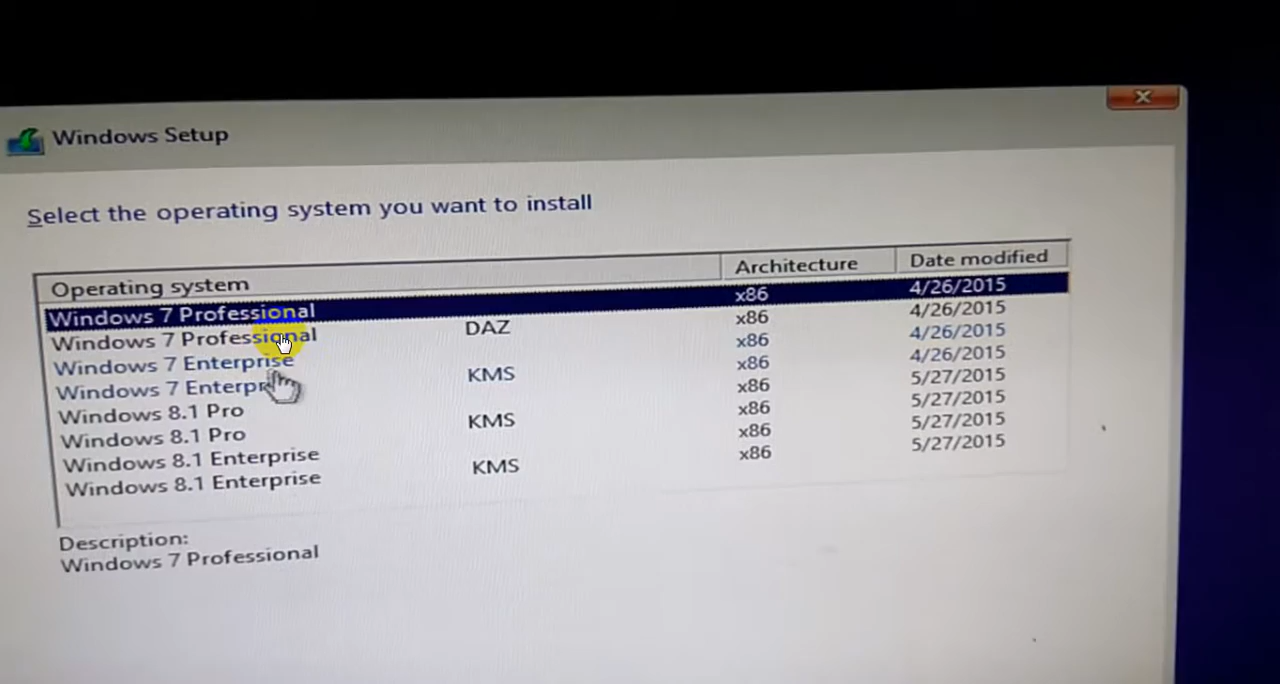 Windows Setup
Select the operating system you want to install
Operating system Architecture Date modified
Windows 7 Professional x86 4/26/2015
Windows 7 Professional DAZ x86 4/26/2015
Windows 7 Enterprise x86 4/26/2015
Windows 7 Enterpr KMS x86 4/26/2015
Windows 8.1 Pro x86 5/27/2015
Windows 8.1 Pro KMS x86 5/27/2015
Windows 8.1 Enterprise x86 5/27/2015
Windows 8.1 Enterprise KMS x86 5/27/2015
Description:
Windows 7 Professional